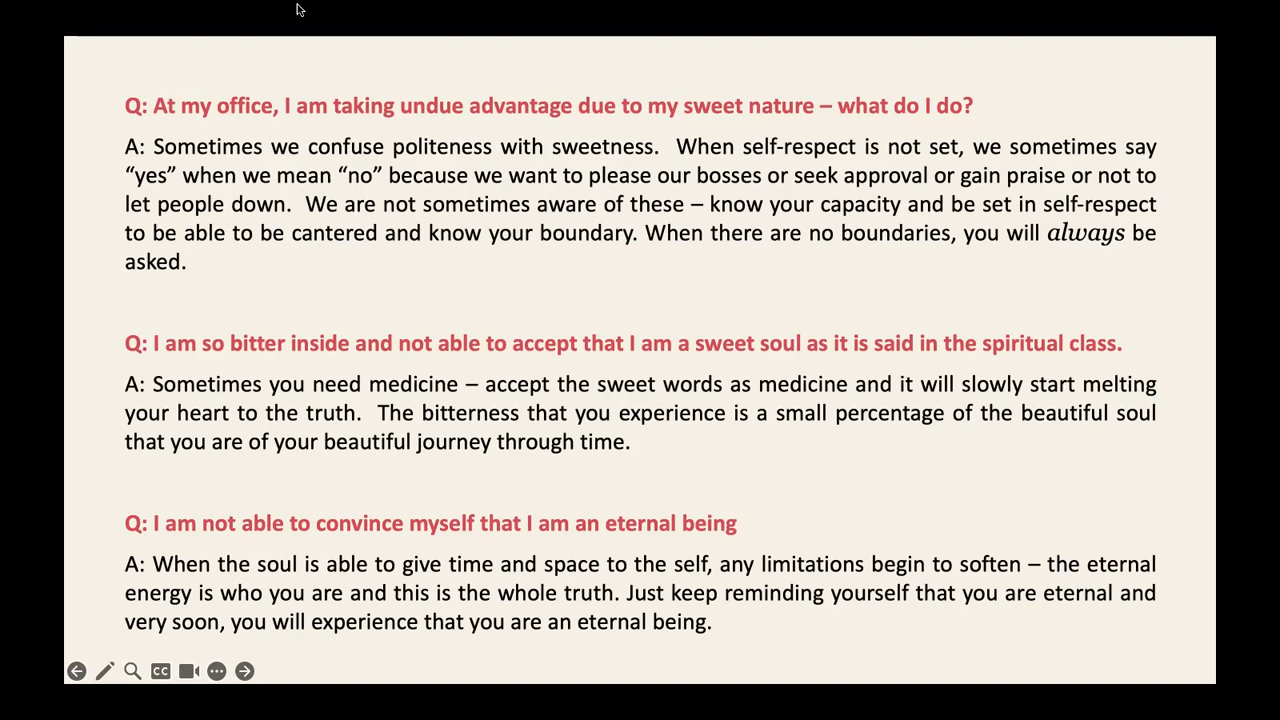 Q: At my office, I am taking undue advantage due to my sweet nature – what do I do?
A: Sometimes we confuse politeness with sweetness.  When self-respect is not set, we sometimes say
“yes” when we mean “no” because we want to please our bosses or seek approval or gain praise or not to
let people down.  We are not sometimes aware of these – know your capacity and be set in self-respect
to be able to be cantered and know your boundary. When there are no boundaries, you will always be
asked.
Q: I am so bitter inside and not able to accept that I am a sweet soul as it is said in the spiritual class.
A: Sometimes you need medicine – accept the sweet words as medicine and it will slowly start melting
your heart to the truth.  The bitterness that you experience is a small percentage of the beautiful soul
that you are of your beautiful journey through time.
Q: I am not able to convince myself that I am an eternal being
A: When the soul is able to give time and space to the self, any limitations begin to soften – the eternal
energy is who you are and this is the whole truth. Just keep reminding yourself that you are eternal and
very soon, you will experience that you are an eternal being.
CC